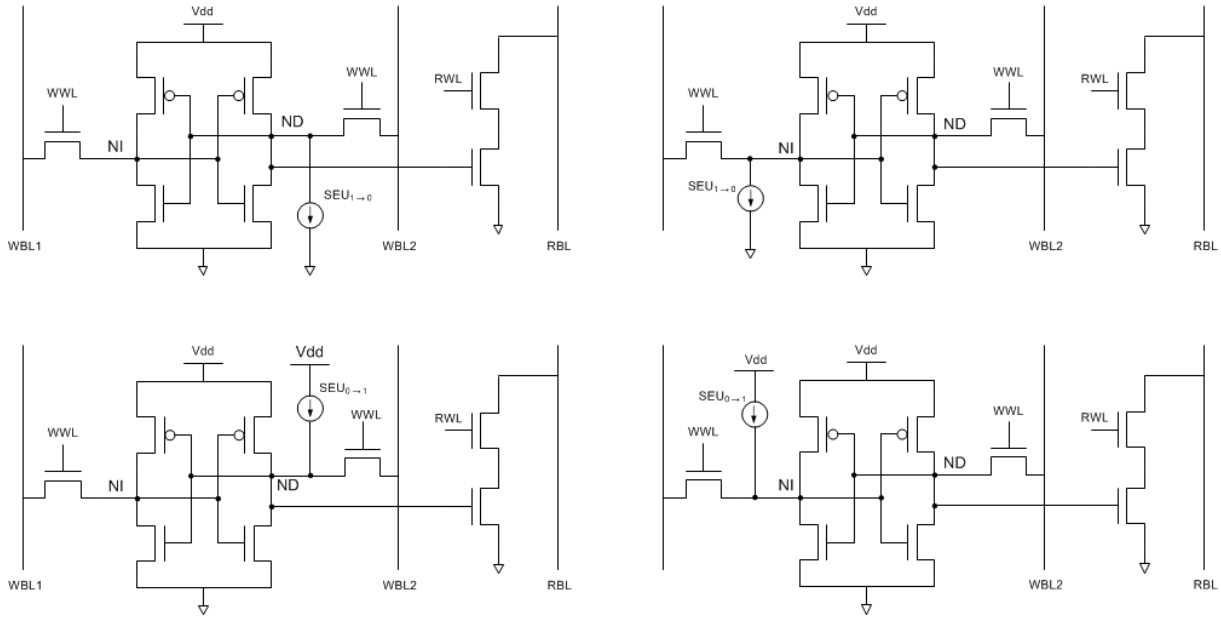 Vdd
WWL
WWL
RWL
ND
NI
SEU1→0
WBL1
WBL2
RBL
Vdd
WWL
WWL
RWL
ND
NI
SEU1→0
WBL2
RBL
Vdd
Vdd
SEU0→1
WWL
WWL
RWL
NI
ND
WBL1
WBL2
RBL
Vdd
Vdd
SEU0→1
WWL
WWL
RWL
ND
NI
WBL2
RBL